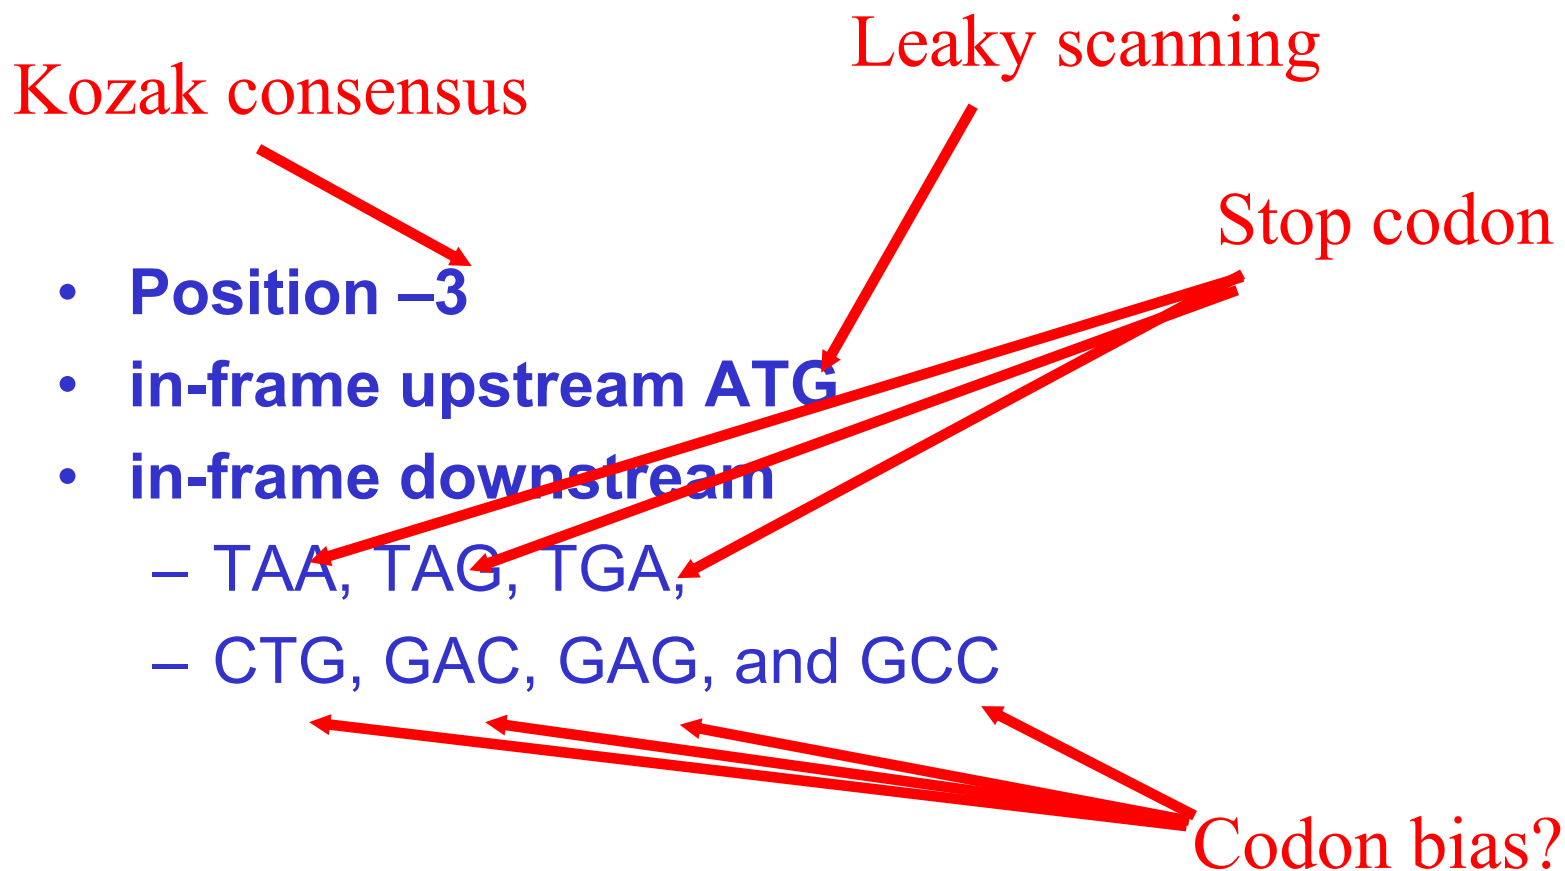 Leaky scanning
Kozak consensus
Stop codon
• Position –3
• in-frame upstream ATG
• in-frame downstream
– TAA, TAG, TGA,
– CTG, GAC, GAG, and GCC
Codon bias?